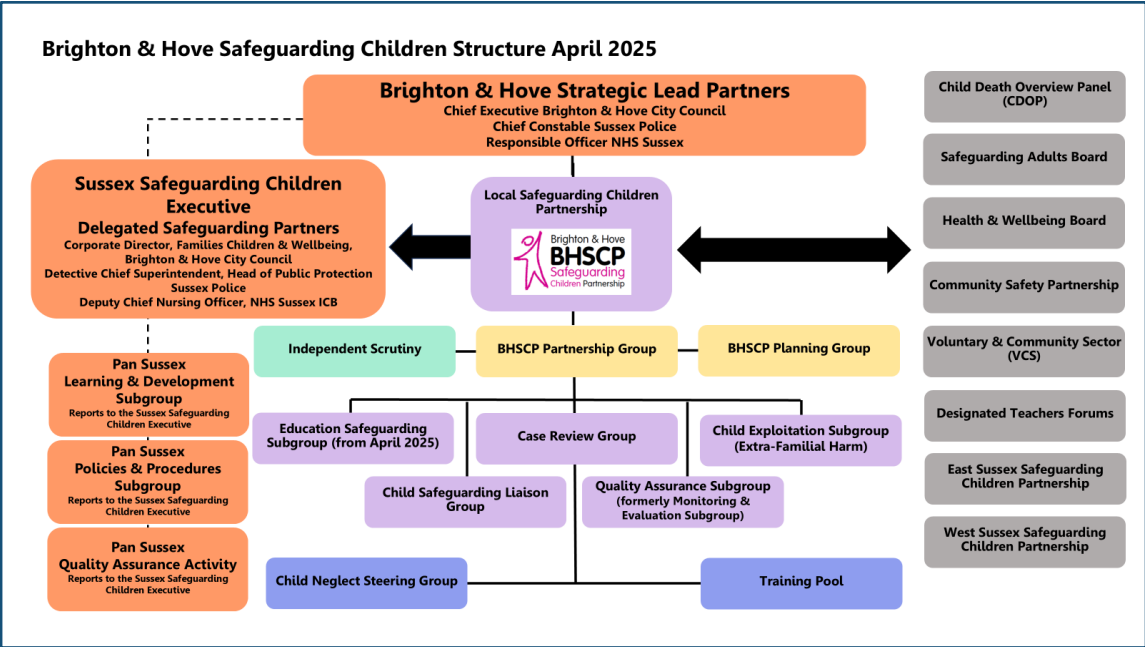 Brighton & Hove Safeguarding Children Structure April 2025
Brighton & Hove Strategic Lead Partners
Chief Executive Brighton & Hove City Council
Chief Constable Sussex Police
Responsible Officer NHS Sussex
Sussex Safeguarding Children
Executive
Delegated Safeguarding Partners
Corporate Director, Families Children & Wellbeing,
Brighton & Hove City Council
Detective Chief Superintendent, Head of Public Protection
Sussex Police
Deputy Chief Nursing Officer, NHS Sussex ICB
Local Safeguarding Children
Partnership
Brighton & Hove
BHSCP
Safeguarding
Children Partnership
Independent Scrutiny
BHSCP Partnership Group
BHSCP Planning Group
Pan Sussex
Learning & Development
Subgroup
Reports to the Sussex Safeguarding
Children Executive
Pan Sussex
Policies & Procedures
Subgroup
Reports to the Sussex Safeguarding
Children Executive
Pan Sussex
Quality Assurance Activity
Reports to the Sussex Safeguarding
Children Executive
Education Safeguarding
Subgroup (from April 2025)
Case Review Group
Child Exploitation Subgroup
(Extra-Familial Harm)
Child Safeguarding Liaison
Group
Quality Assurance Subgroup
(formerly Monitoring &
Evaluation Subgroup)
Child Neglect Steering Group
Training Pool
Child Death Overview Panel
(CDOP)
Safeguarding Adults Board
Health & Wellbeing Board
Community Safety Partnership
Voluntary & Community Sector
(VCS)
Designated Teachers Forums
East Sussex Safeguarding
Children Partnership
West Sussex Safeguarding
Children Partnership